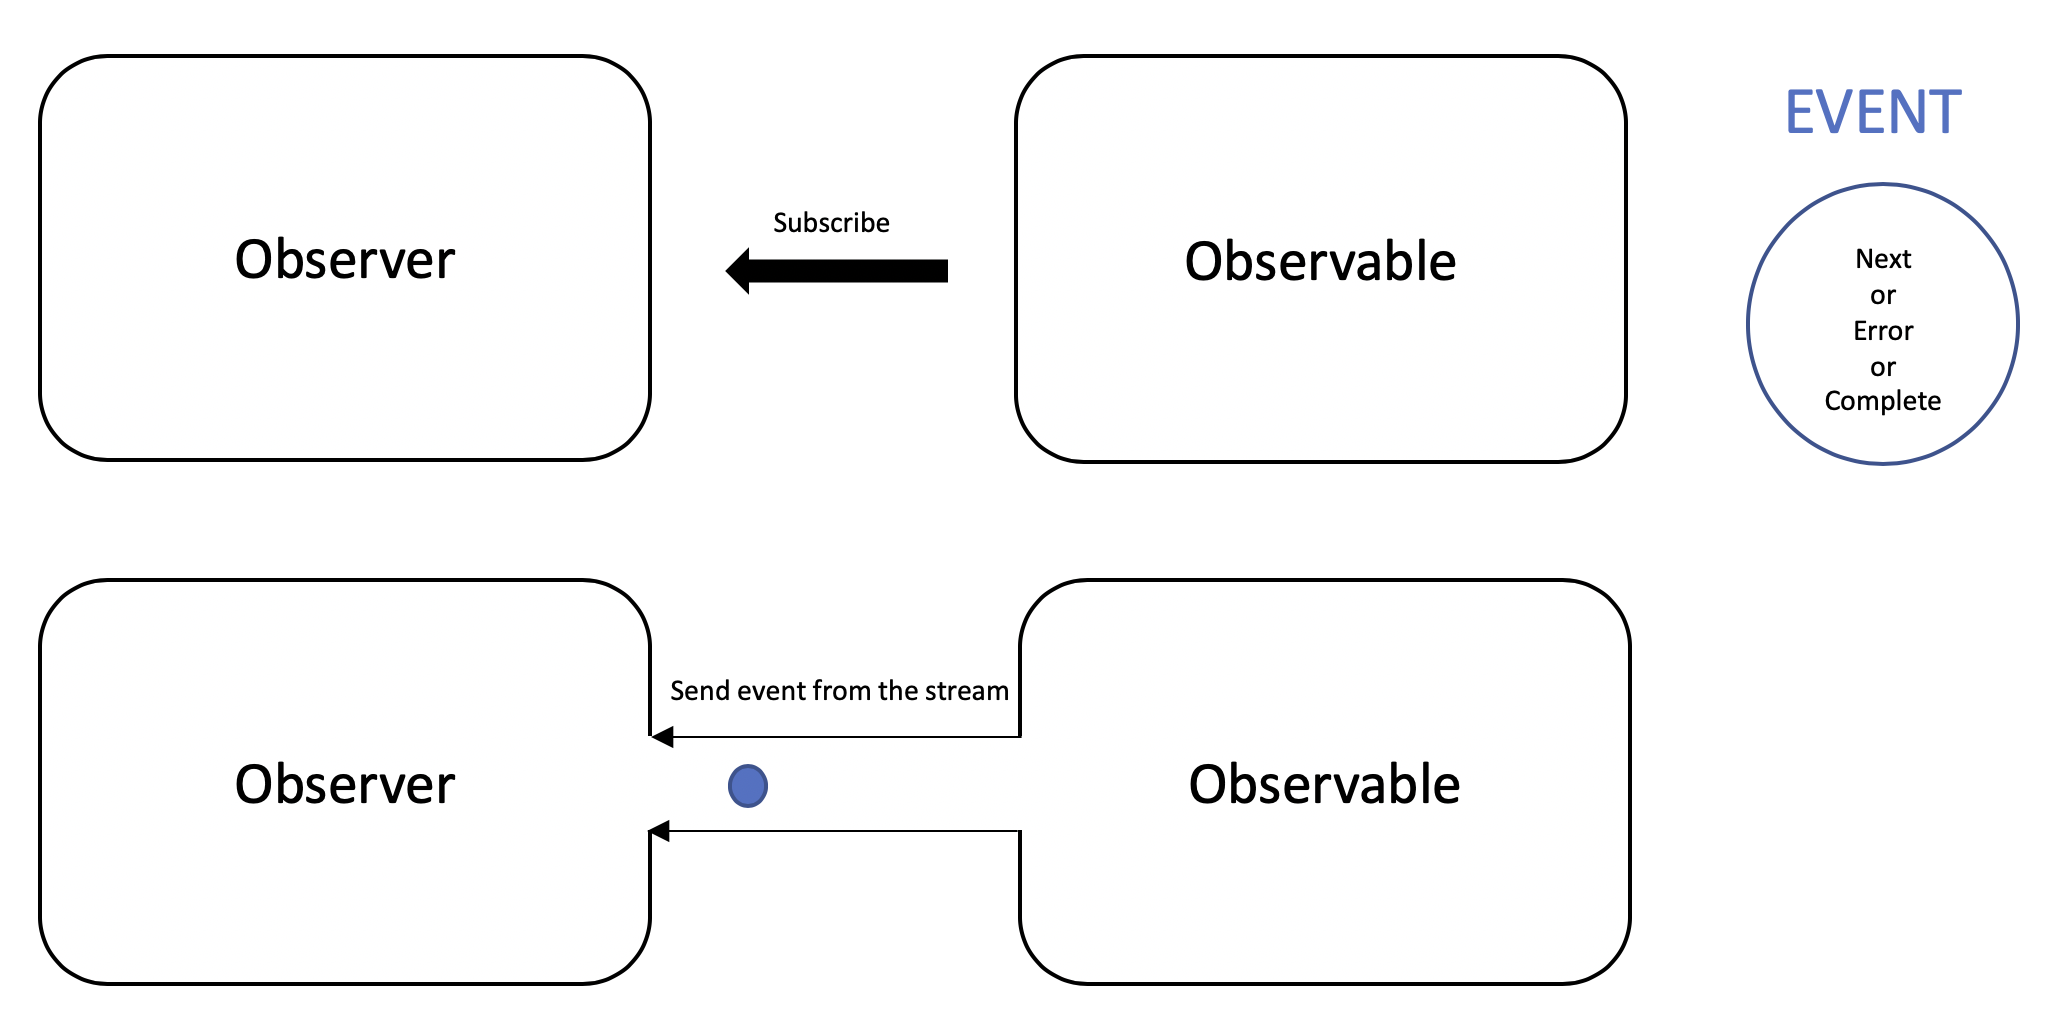 Observer
Subscribe
Observable
EVENT
Next
or
Error
or
Complete
Observer
Send event from the stream
Observable